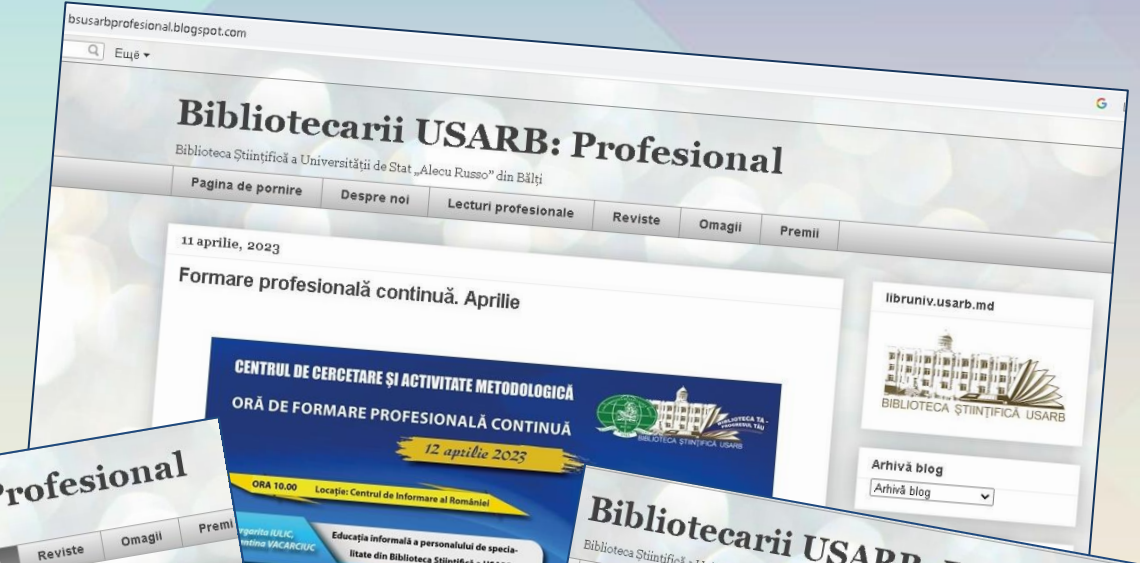 bsusarbprofesional.blogspot.com
Ещё
Bibliotecarii USARB: Profesional
Biblioteca Științifică a Universității de Stat „Alecu Russo” din Bălți
Pagina de pornire Despre noi Lecturi profesionale Reviste Omagii Premii
11 aprilie, 2023
Formare profesională continuă. Aprilie
CENTRUL DE CERCETARE ȘI ACTIVITATE METODOLOGICĂ
ORĂ DE FORMARE PROFESIONALĂ CONTINUĂ
12 aprilie 2023
BIBLIOTECA TA -
PROGRESUL TĂU
BIBLIOTECA ȘTIINȚIFICĂ USARB
ORA 10.00 Locație: Centrul de Informare al României
IULIC,
VACARCIUC
Educația informală a personalului de specia-
litate din Biblioteca Științifică
libruniv.usarb.md
BIBLIOTECA ȘTIINȚIFICĂ USARB
Arhivă blog
Arhivă blog
Profesional
Reviste Omagii Premi
Bibliotecarii USARB
Biblioteca Științifică